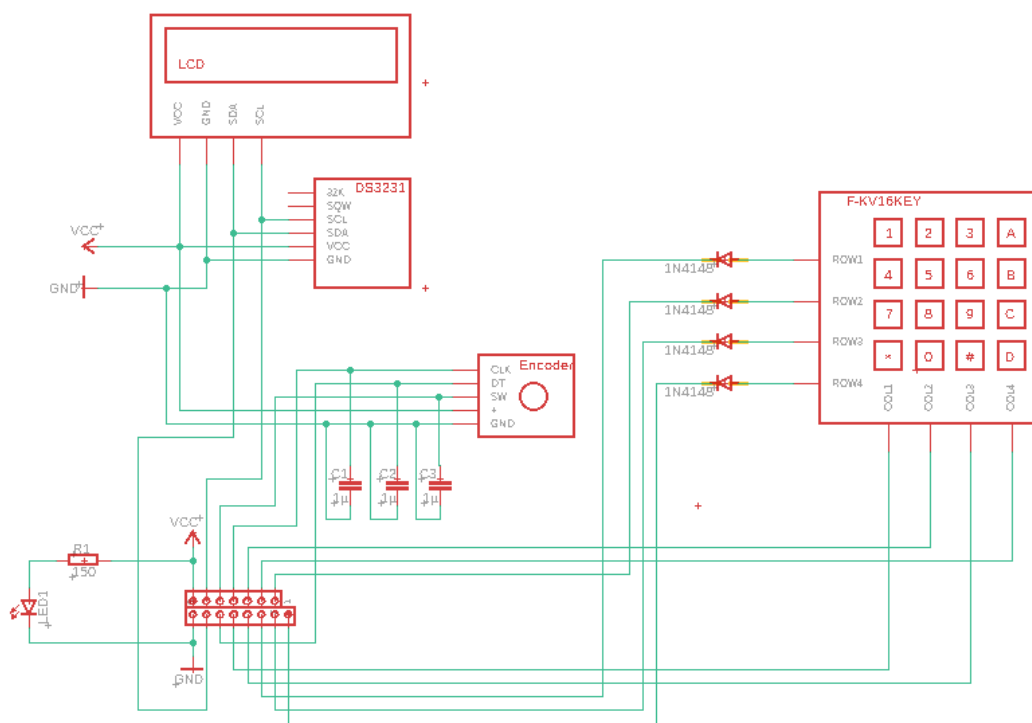 LCD
VCC
GND
SDA
SCL
DS3231
32K
SQW
SCL
SDA
VCC
GND
VCC
GND
F-KV16KEY
1 2 3 A
4 5 6 B
7 8 9 C
* 0 # D
ROW1
ROW2
ROW3
ROW4
COL1
COL2
COL3
COL4
1N4148
1N4148
1N4148
1N4148
Encoder
CLK
DT
SW
+
GND
C1
1µ
C2
1µ
C3
1µ
VCC
R1
150
LED1
1
GND